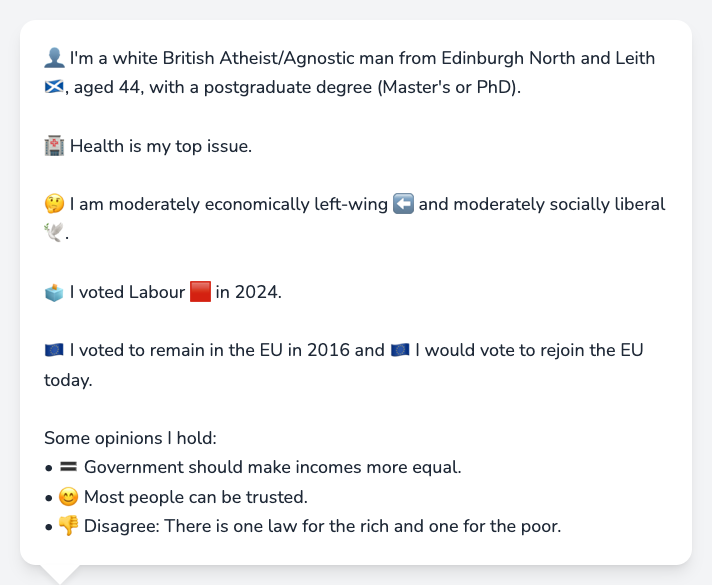 👤 I'm a white British Atheist/Agnostic man from Edinburgh North and Leith
🏴󠁧󠁢󠁳󠁣󠁴󠁿, aged 44, with a postgraduate degree (Master's or PhD).
🏥 Health is my top issue.
🤔 I am moderately economically left-wing ⬅️ and moderately socially liberal
🕊️.
🗳️ I voted Labour 🟥 in 2024.
🇪🇺 I voted to remain in the EU in 2016 and 🇪🇺 I would vote to rejoin the EU
today.
Some opinions I hold:
• 🟰 Government should make incomes more equal.
• 😊 Most people can be trusted.
• 👎 Disagree: There is one law for the rich and one for the poor.